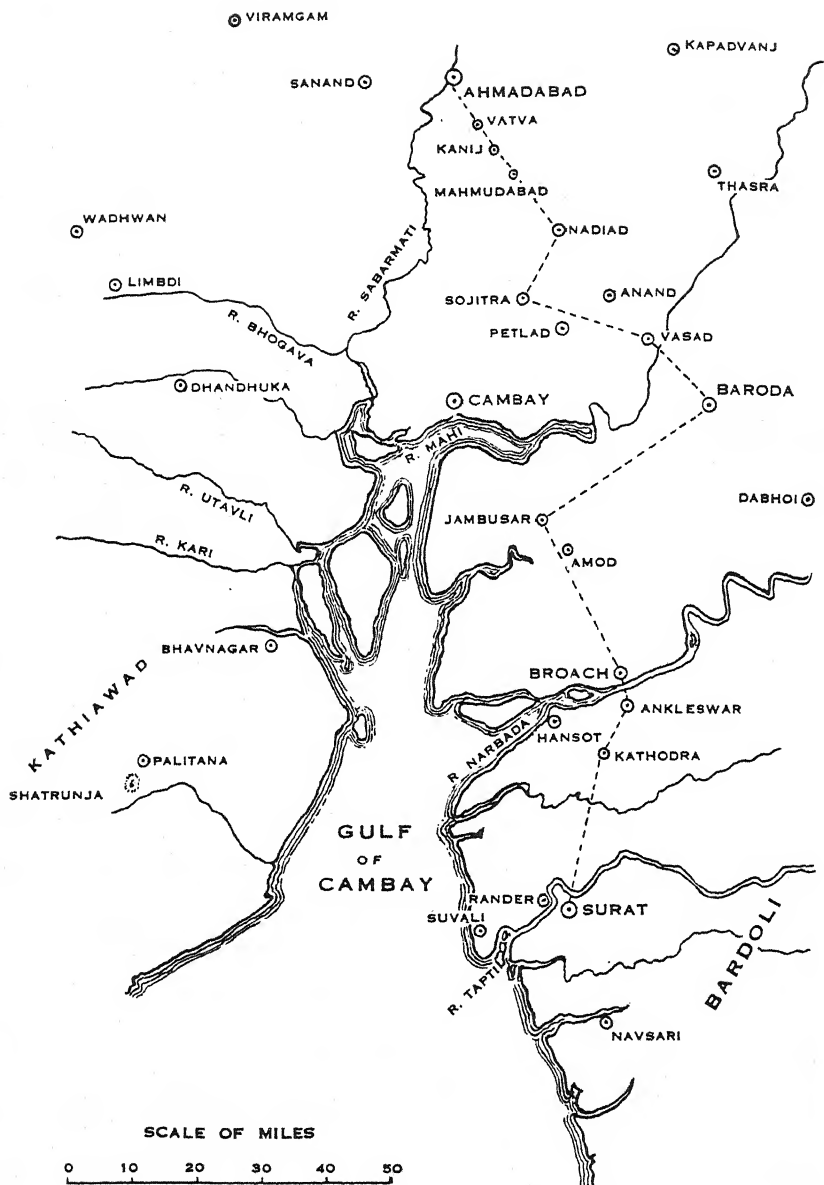 VIRAMGAM
KAPADVANJ
SANAND
AHMADABAD
VATVA
KANIJ
MAHMUDABAD
THASRA
WADHWAN
NADIAD
R. SABARMATI
LIMBDI
SOJITRA
ANAND
R. BHOGAVA
PETLAD
VASAD
DHANDHUKA
CAMBAY
BARODA
R. MAHI
R. UTAVLI
DABHOI
JAMBUSAR
R. KARI
AMOD
BHAVNAGAR
BROACH
KATHIAWAD
ANKLESWAR
R. NARBADA
HANSOT
KATHODRA
PALITANA
SHATRUNJA
GULF
OF
CAMBAY
RANDER
SURAT
SUVALI
BARDOLI
R. TAPTI
NAVSARI
SCALE OF MILES
0 10 20 30 40 50